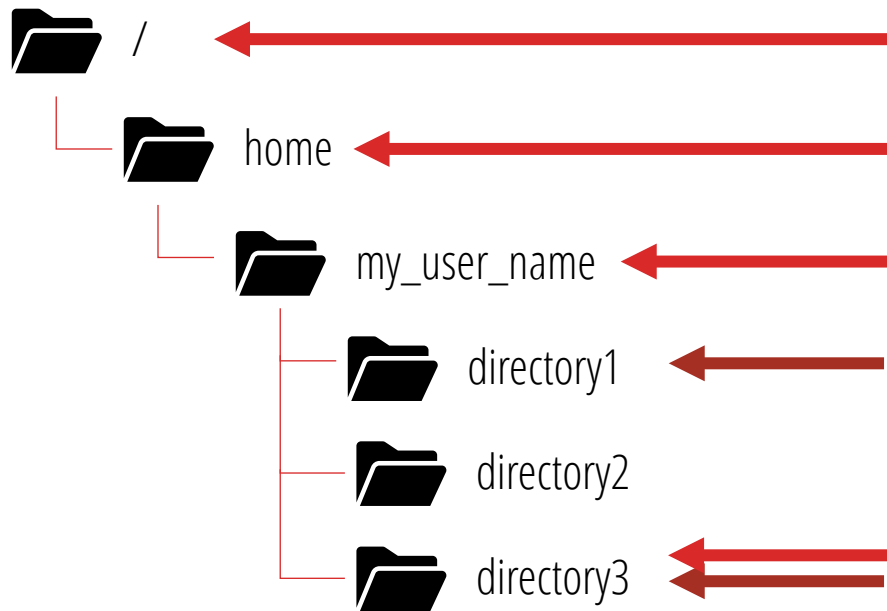 /
home
my_user_name
directory1
directory2
directory3